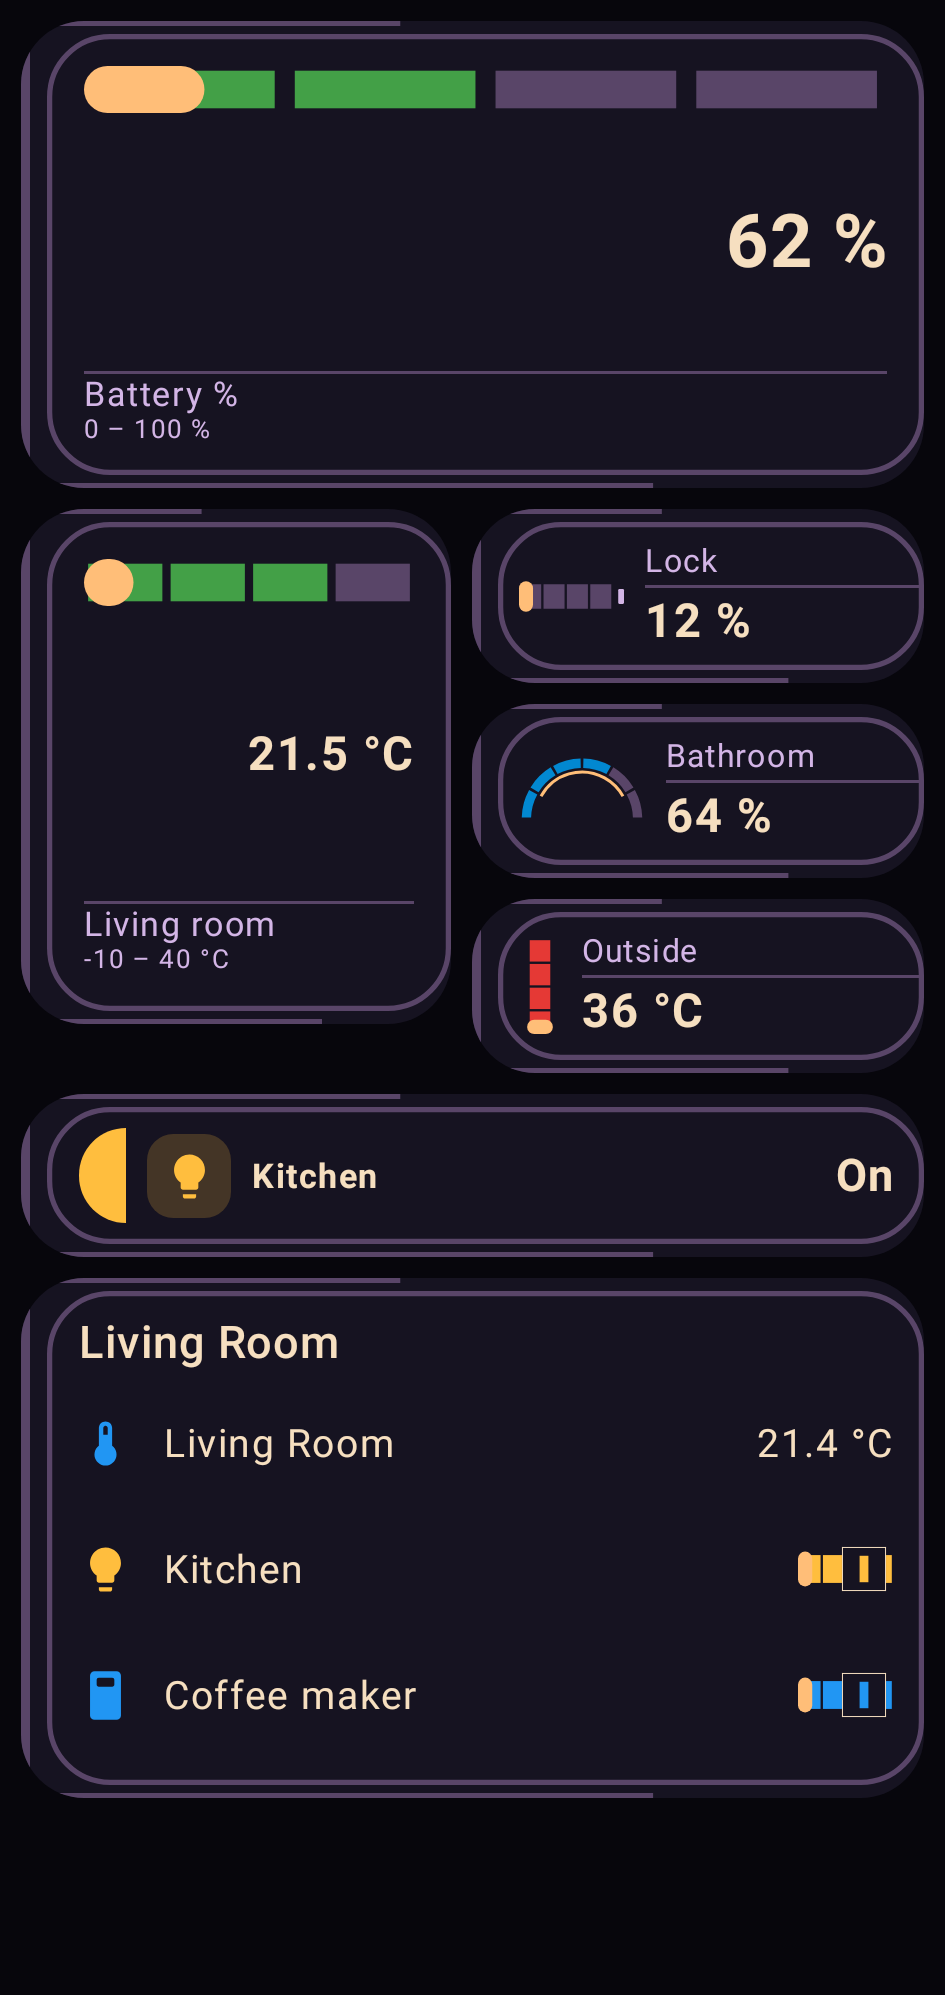 62 %
Battery %
0 – 100 %
21.5 °C
Living room
-10 – 40 °C
Lock
12 %
Bathroom
64 %
Outside
36 °C
Kitchen
On
Living Room
Living Room
21.4 °C
Kitchen
Coffee maker